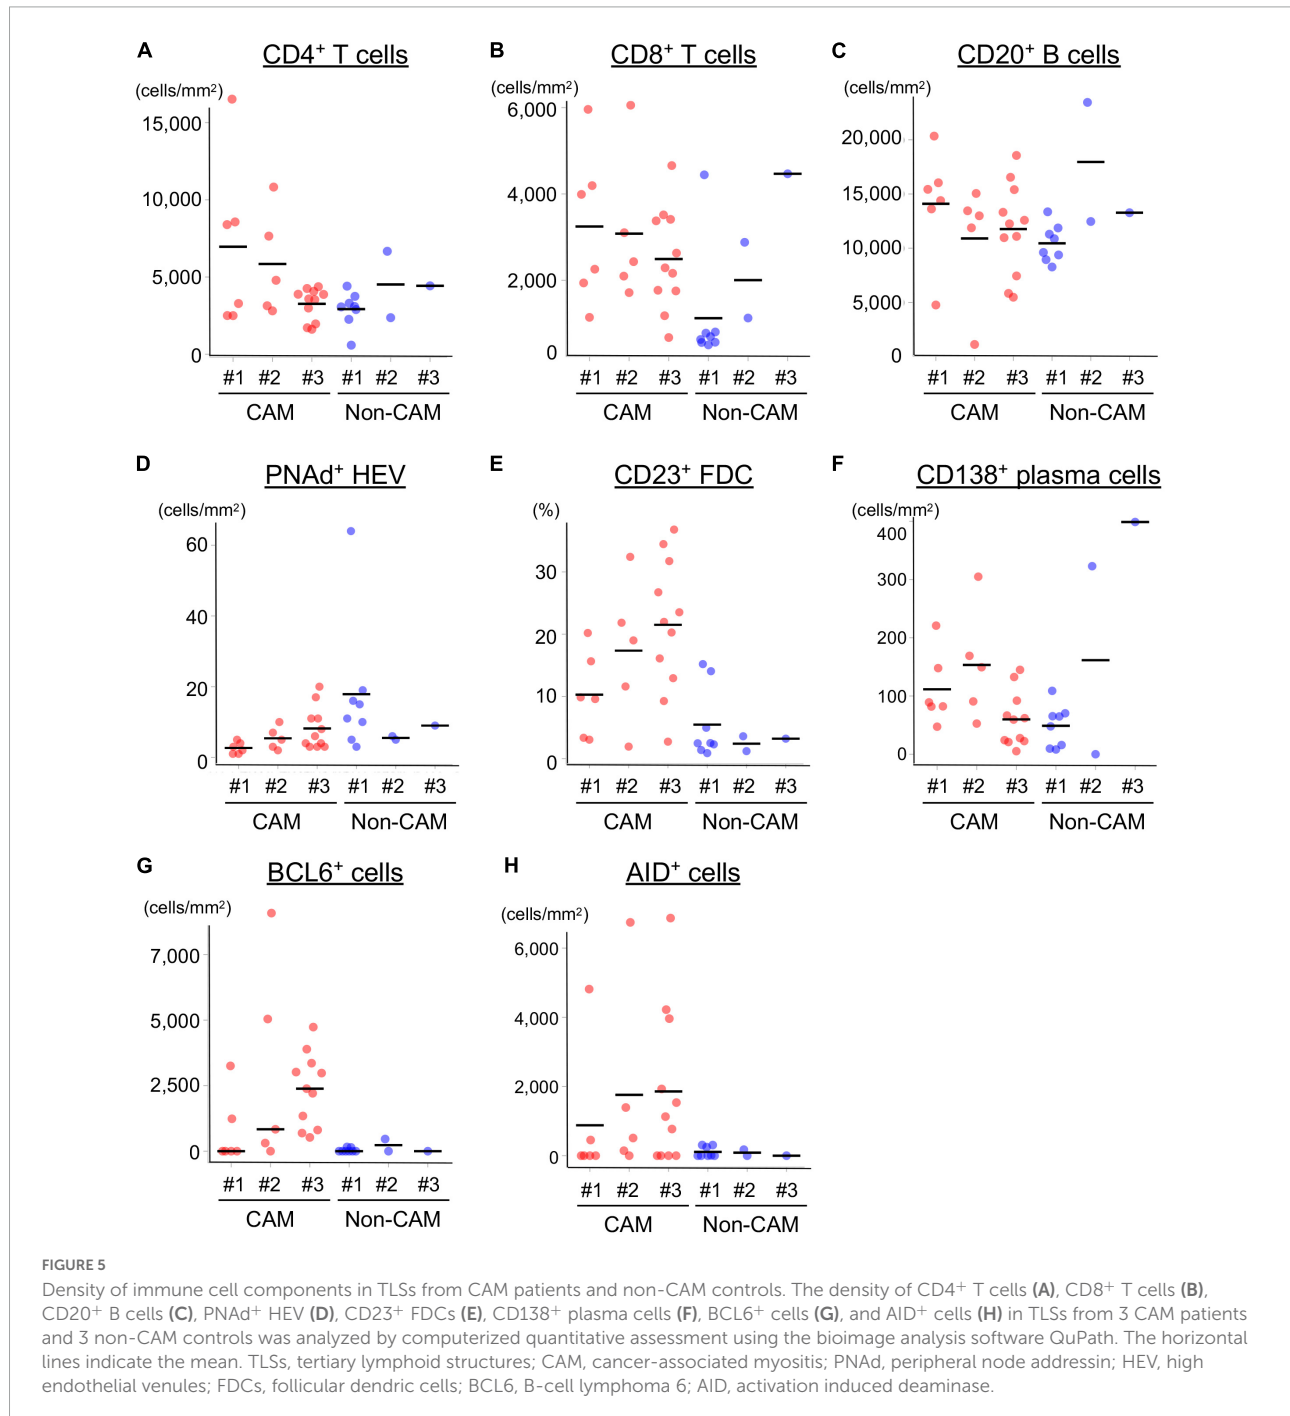 A
CD4+ T cells
(cells/mm2)
15,000
10,000
5,000
0
#1 #2 #3 #1 #2 #3
CAM Non-CAM
B
CD8+ T cells
(cells/mm2)
6,000
4,000
2,000
0
#1 #2 #3 #1 #2 #3
CAM Non-CAM
C
CD20+ B cells
(cells/mm2)
20,000
15,000
10,000
5,000
0
#1 #2 #3 #1 #2 #3
CAM Non-CAM
D
PNAd+ HEV
(cells/mm2)
60
40
20
0
#1 #2 #3 #1 #2 #3
CAM Non-CAM
E
CD23+ FDC
(%)
30
20
10
0
#1 #2 #3 #1 #2 #3
CAM Non-CAM
F
CD138+ plasma cells
(cells/mm2)
400
300
200
100
0
#1 #2 #3 #1 #2 #3
CAM Non-CAM
G
BCL6+ cells
(cells/mm2)
7,000
5,000
2,500
0
#1 #2 #3 #1 #2 #3
CAM Non-CAM
H
AID+ cells
(cells/mm2)
6,000
4,000
2,000
0
#1 #2 #3 #1 #2 #3
CAM Non-CAM
FIGURE 5
Density of immune cell components in TLSs from CAM patients and non-CAM controls. The density of CD4+ T cells (A), CD8+ T cells (B),
CD20+ B cells (C), PNAd+ HEV (D), CD23+ FDCs (E), CD138+ plasma cells (F), BCL6+ cells (G), and AID+ cells (H) in TLSs from 3 CAM patients
and 3 non-CAM controls was analyzed by computerized quantitative assessment using the bioimage analysis software QuPath. The horizontal
lines indicate the mean. TLSs, tertiary lymphoid structures; CAM, cancer-associated myositis; PNAd, peripheral node addressin; HEV, high
endothelial venules; FDCs, follicular dendric cells; BCL6, B-cell lymphoma 6; AID, activation induced deaminase.